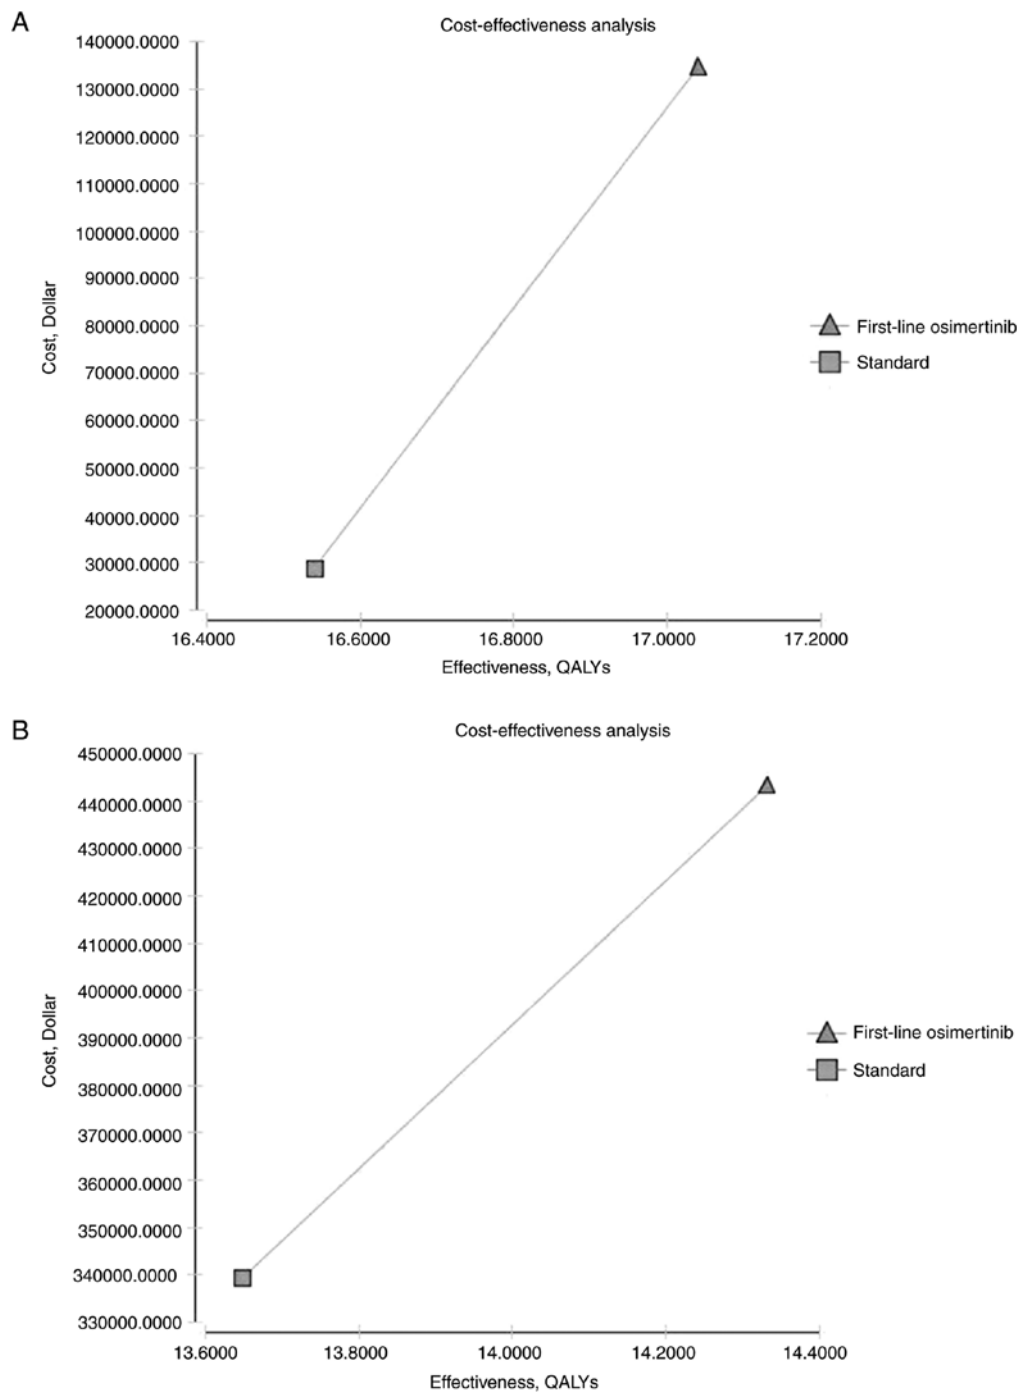 A
Cost-effectiveness analysis
140000.0000
130000.0000
120000.0000
110000.0000
100000.0000
90000.0000
80000.0000
70000.0000
60000.0000
50000.0000
40000.0000
30000.0000
20000.0000
Cost, Dollar
16.4000 16.6000 16.8000 17.0000 17.2000
Effectiveness, QALYs
First-line osimertinib
Standard
B
Cost-effectiveness analysis
450000.0000
440000.0000
430000.0000
420000.0000
410000.0000
400000.0000
390000.0000
380000.0000
370000.0000
360000.0000
350000.0000
340000.0000
330000.0000
Cost, Dollar
13.6000 13.8000 14.0000 14.2000 14.4000
Effectiveness, QALYs
First-line osimertinib
Standard